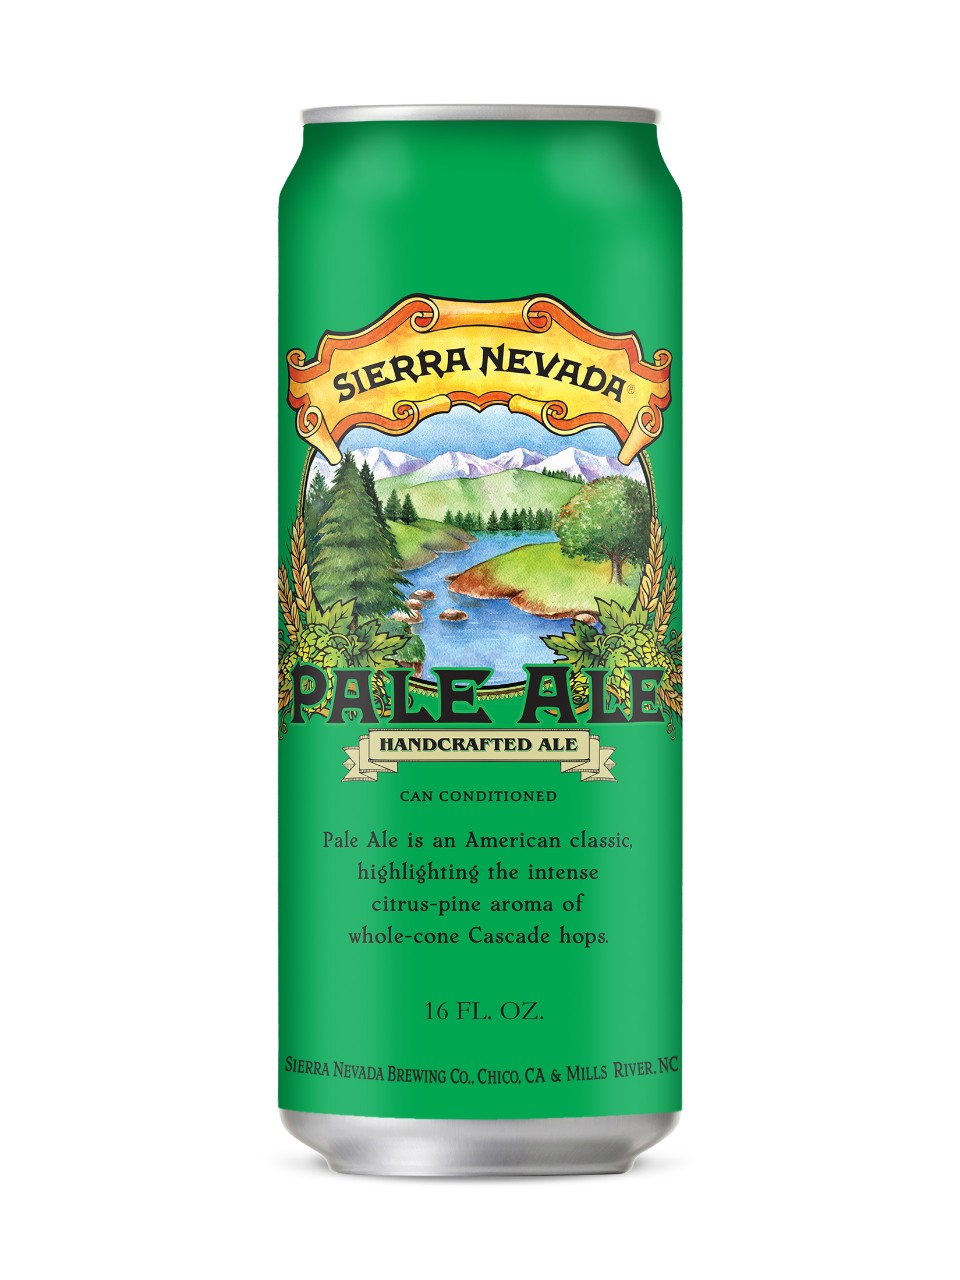 SIERRA NEVADA®
PALE ALE
HANDCRAFTED ALE
CAN CONDITIONED
Pale Ale is an American classic,
highlighting the intense
citrus-pine aroma of
whole-cone Cascade hops.
16 FL. OZ.
SIERRA NEVADA BREWING CO., CHICO, CA & MILLS RIVER, NC